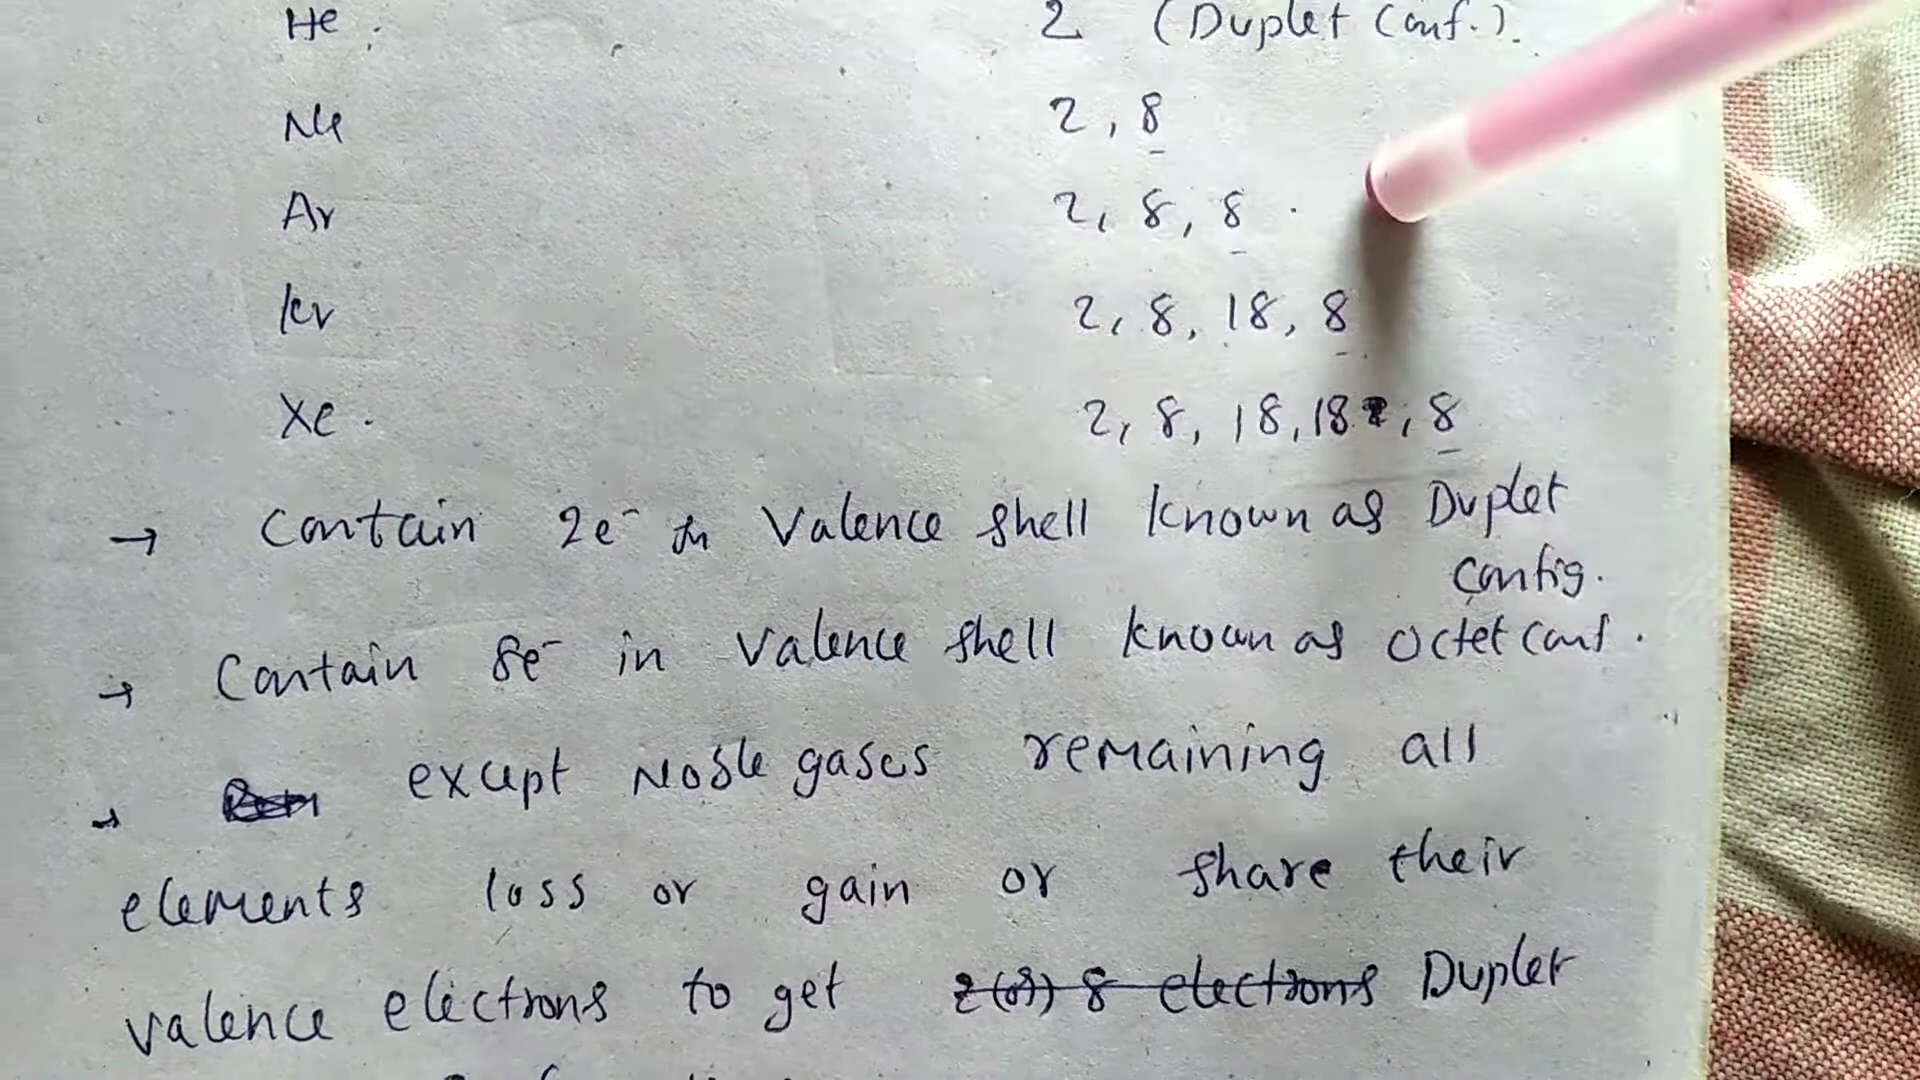 He. 2 (Duplet Conf.).
Ne 2, 8
Ar 2, 8, 8 .
Kr 2, 8, 18, 8
Xe. 2, 8, 18, 18, 8
→ Contain 2e⁻ in Valence shell known as Duplet
Config.
→ Contain 8e⁻ in Valence shell known as Octet Conf.
→ except Noble gases remaining all
elements loss or gain or share their
valence electrons to get 2 (or) 8 electrons Duplet